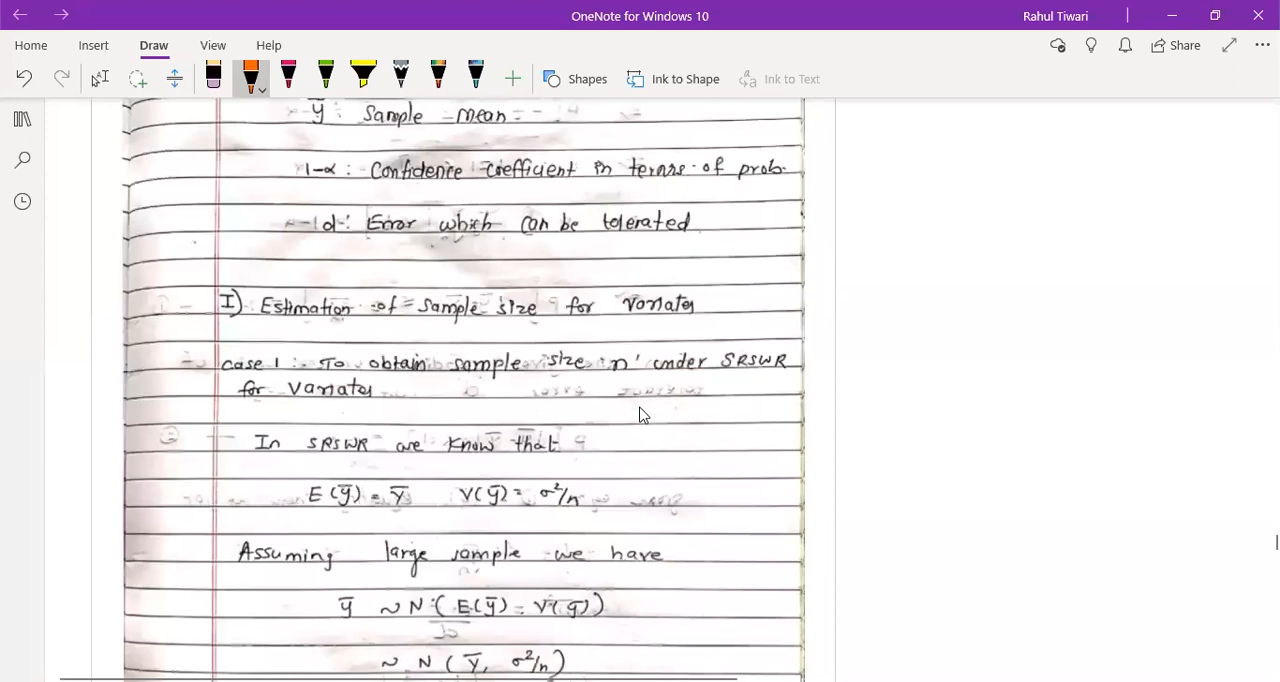 OneNote for Windows 10
Rahul Tiwari
Home Insert Draw View Help
Share
Shapes Ink to Shape Ink to Text
ȳ : Sample mean =
1-α : Confidence coefficient in terms of prob.
d : Error which can be tolerated
I) Estimation of sample size for variates
case 1 : To obtain sample size 'n' under SRSWR
for variates
In SRSWR we know that
E(ȳ) = Ȳ V(ȳ) = σ²/n
Assuming large sample we have
ȳ ~ N (E(ȳ) = V(ȳ))
~ N (Ȳ, σ²/n)